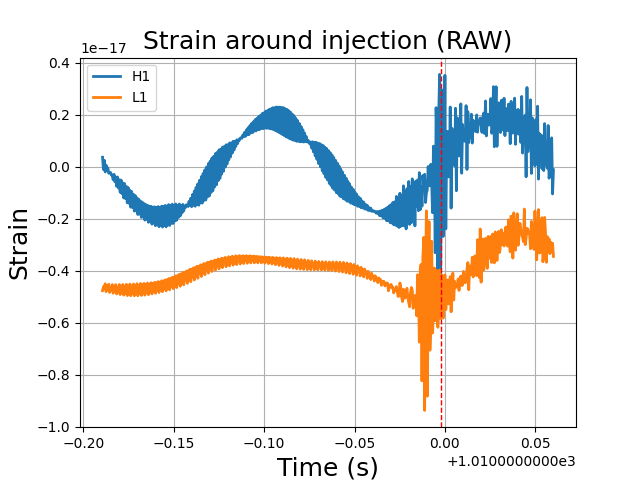 Strain around injection (RAW)
1e−17
H1
L1
0.4
0.2
0.0
−0.2
−0.4
−0.6
−0.8
−1.0
Strain
−0.20
−0.15
−0.10
−0.05
0.00
0.05
+1.0100000000e3
Time (s)